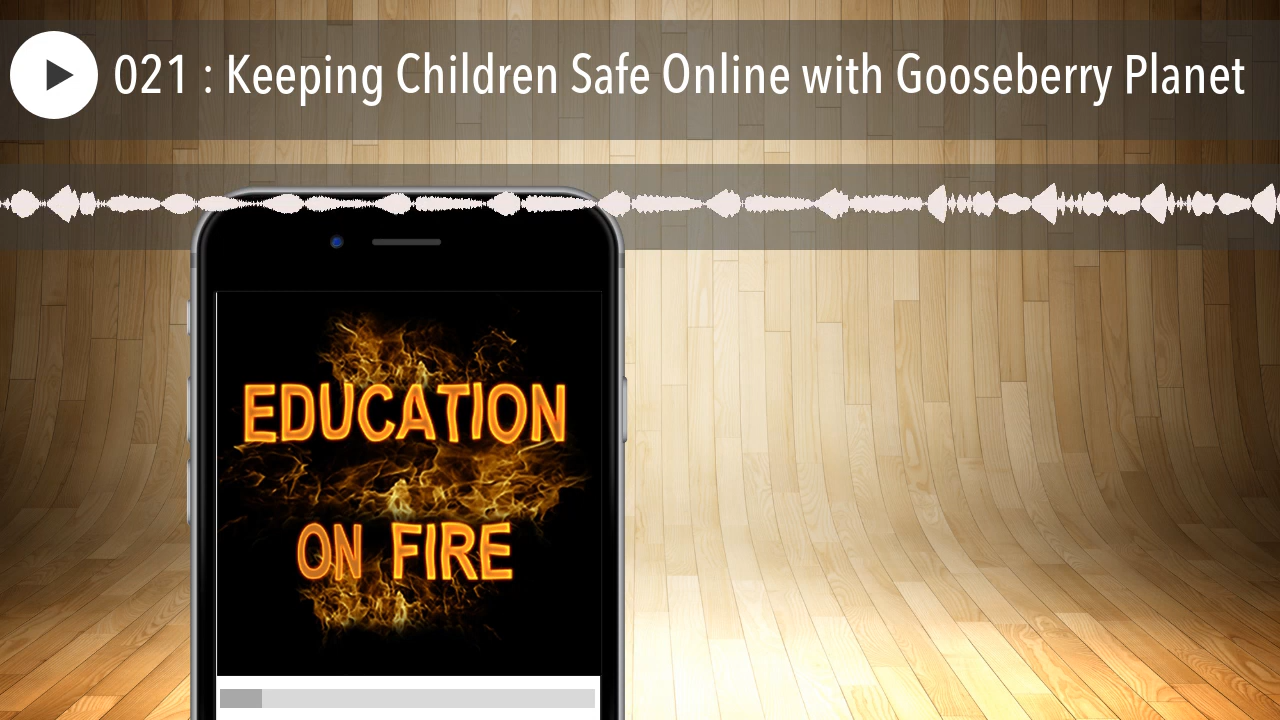 021 : Keeping Children Safe Online with Gooseberry Planet
EDUCATION
ON FIRE